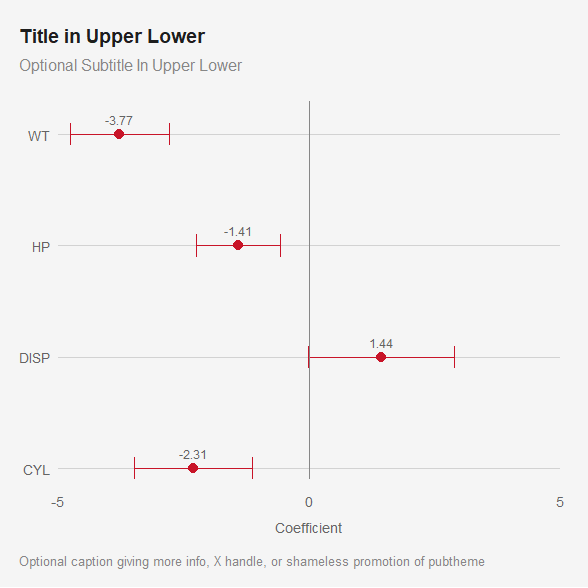 Title in Upper Lower
Optional Subtitle In Upper Lower
-3.77
WT
-1.41
HP
1.44
DISP
-2.31
CYL
-5 0 5
Coefficient
Optional caption giving more info, X handle, or shameless promotion of pubtheme